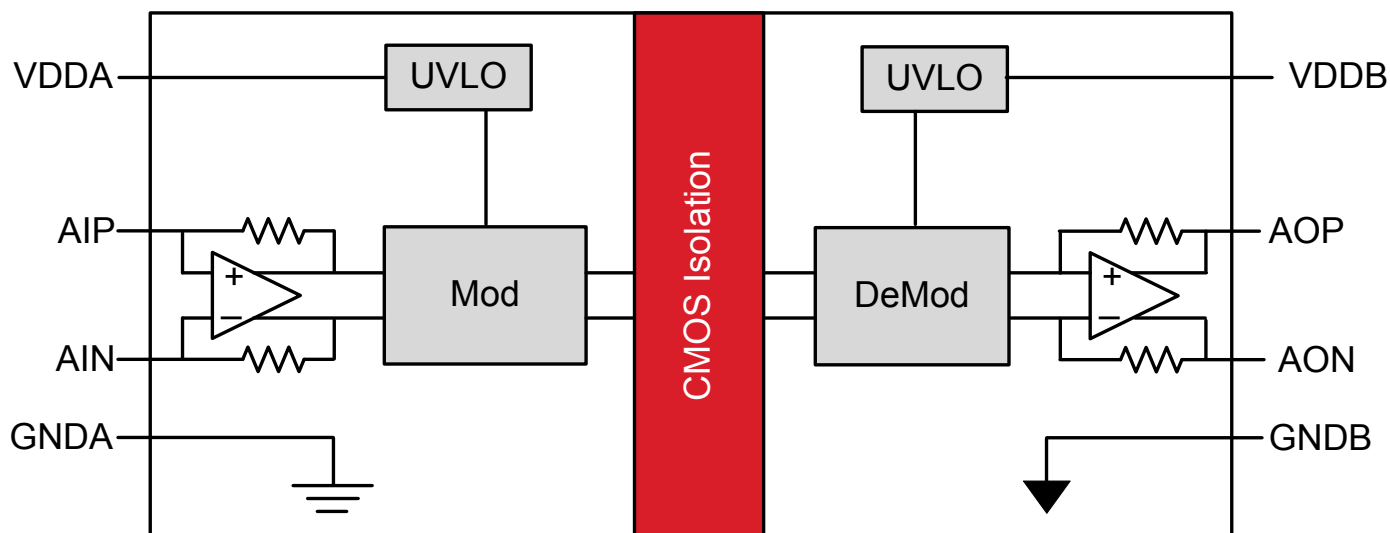 VDDA
UVLO
UVLO
VDDB
AIP
AOP
+
+
Mod
CMOS Isolation
DeMod
−
−
AIN
AON
GNDA
GNDB